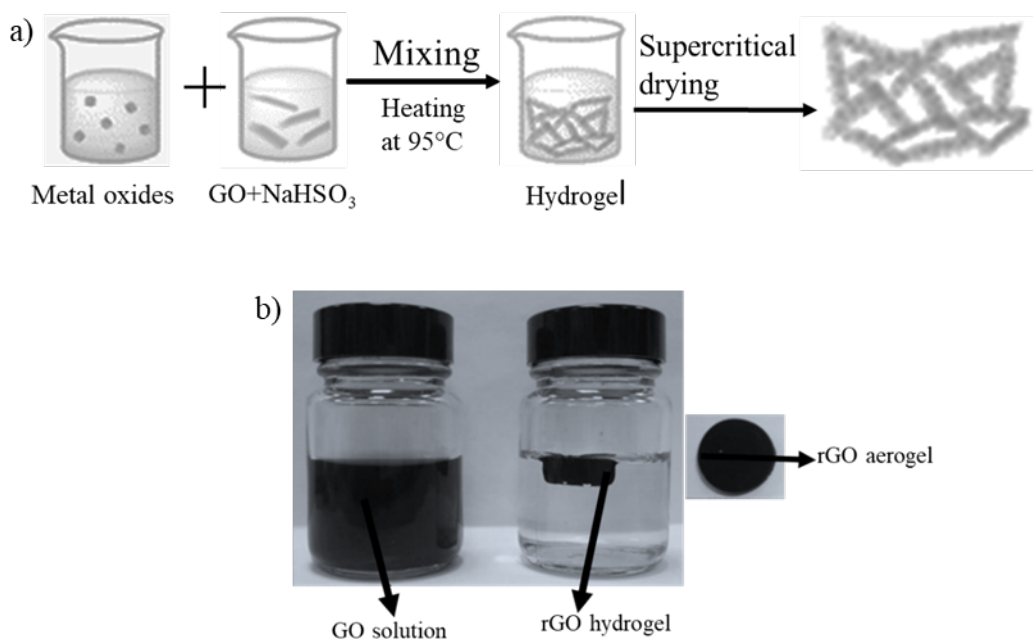 a)
Metal oxides
+
GO+NaHSO₃
Mixing
Heating
at 95°C
Hydrogel
Supercritical
drying
b)
GO solution
rGO hydrogel
rGO aerogel